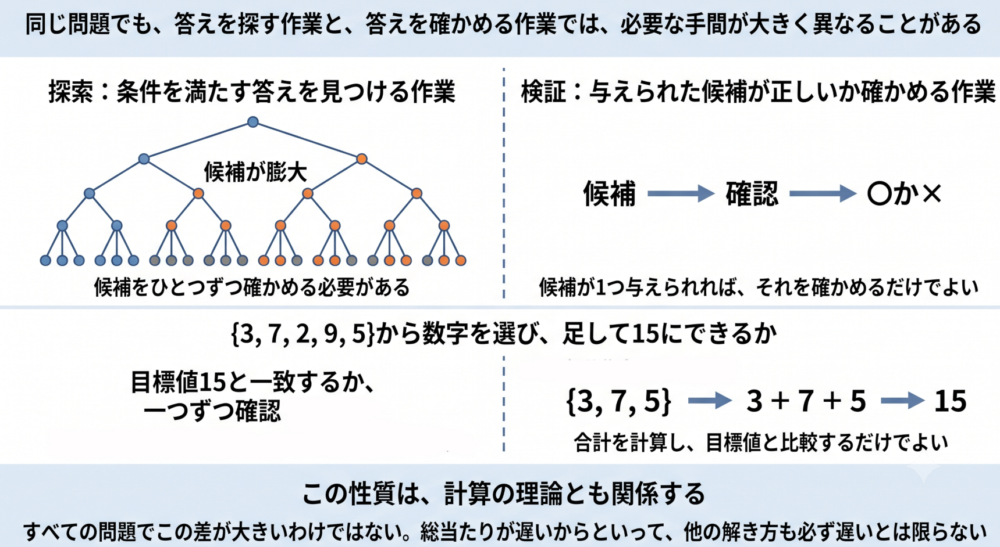 同じ問題でも、答えを探す作業と、答えを確かめる作業では、必要な手間が大きく異なることがある
探索：条件を満たす答えを見つける作業
候補が膨大
候補をひとつずつ確かめる必要がある
検証：与えられた候補が正しいか確かめる作業
候補 → 確認 → 〇か×
候補が1つ与えられれば、それを確かめるだけでよい
{3, 7, 2, 9, 5}から数字を選び、足して15にできるか
目標値15と一致するか、
一つずつ確認
{3, 7, 5} → 3 + 7 + 5 → 15
合計を計算し、目標値と比較するだけでよい
この性質は、計算の理論とも関係する
すべての問題でこの差が大きいわけではない。総当たりが遅いからといって、他の解き方も必ず遅いとは限らない